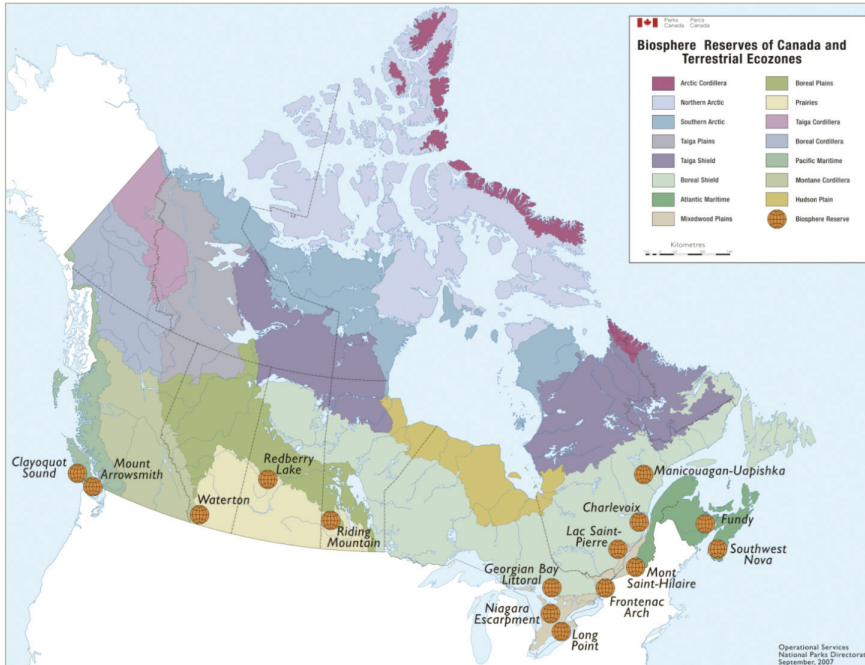 Parks Parcs
Canada Canada
Biosphere Reserves of Canada and
Terrestrial Ecozones
Arctic Cordillera
Northern Arctic
Southern Arctic
Taiga Plains
Taiga Shield
Boreal Shield
Atlantic Maritime
Mixedwood Plains
Boreal Plains
Prairies
Taiga Cordillera
Boreal Cordillera
Pacific Maritime
Montane Cordillera
Hudson Plain
Biosphere Reserve
Kilometres
Clayoquot
Sound
Mount
Arrowsmith
Waterton
Redberry
Lake
Riding
Mountain
Manicouagan-Uapishka
Charlevoix
Lac Saint-
Pierre
Fundy
Southwest
Nova
Mont
Saint-Hilaire
Georgian Bay
Littoral
Frontenac
Arch
Niagara
Escarpment
Long
Point
Operational Services
National Parks Directorat
September, 2007